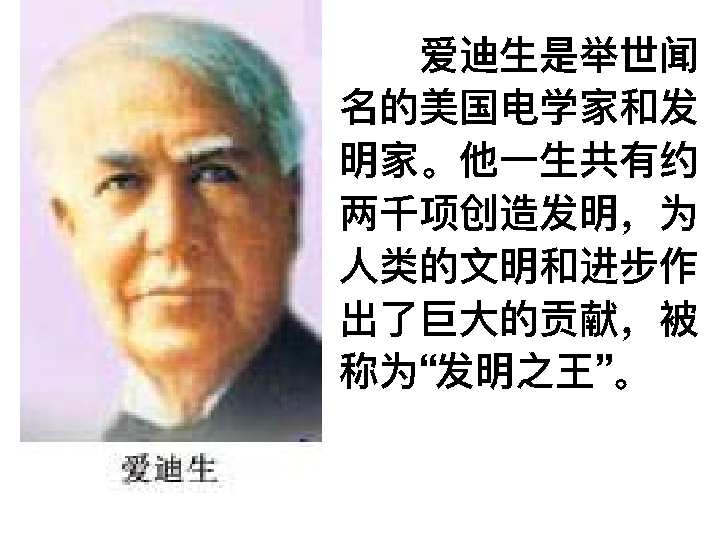 爱迪生是举世闻
名的美国电学家和发
明家。他一生共有约
两千项创造发明，为
人类的文明和进步作
出了巨大的贡献，被
称为“发明之王”。
爱迪生